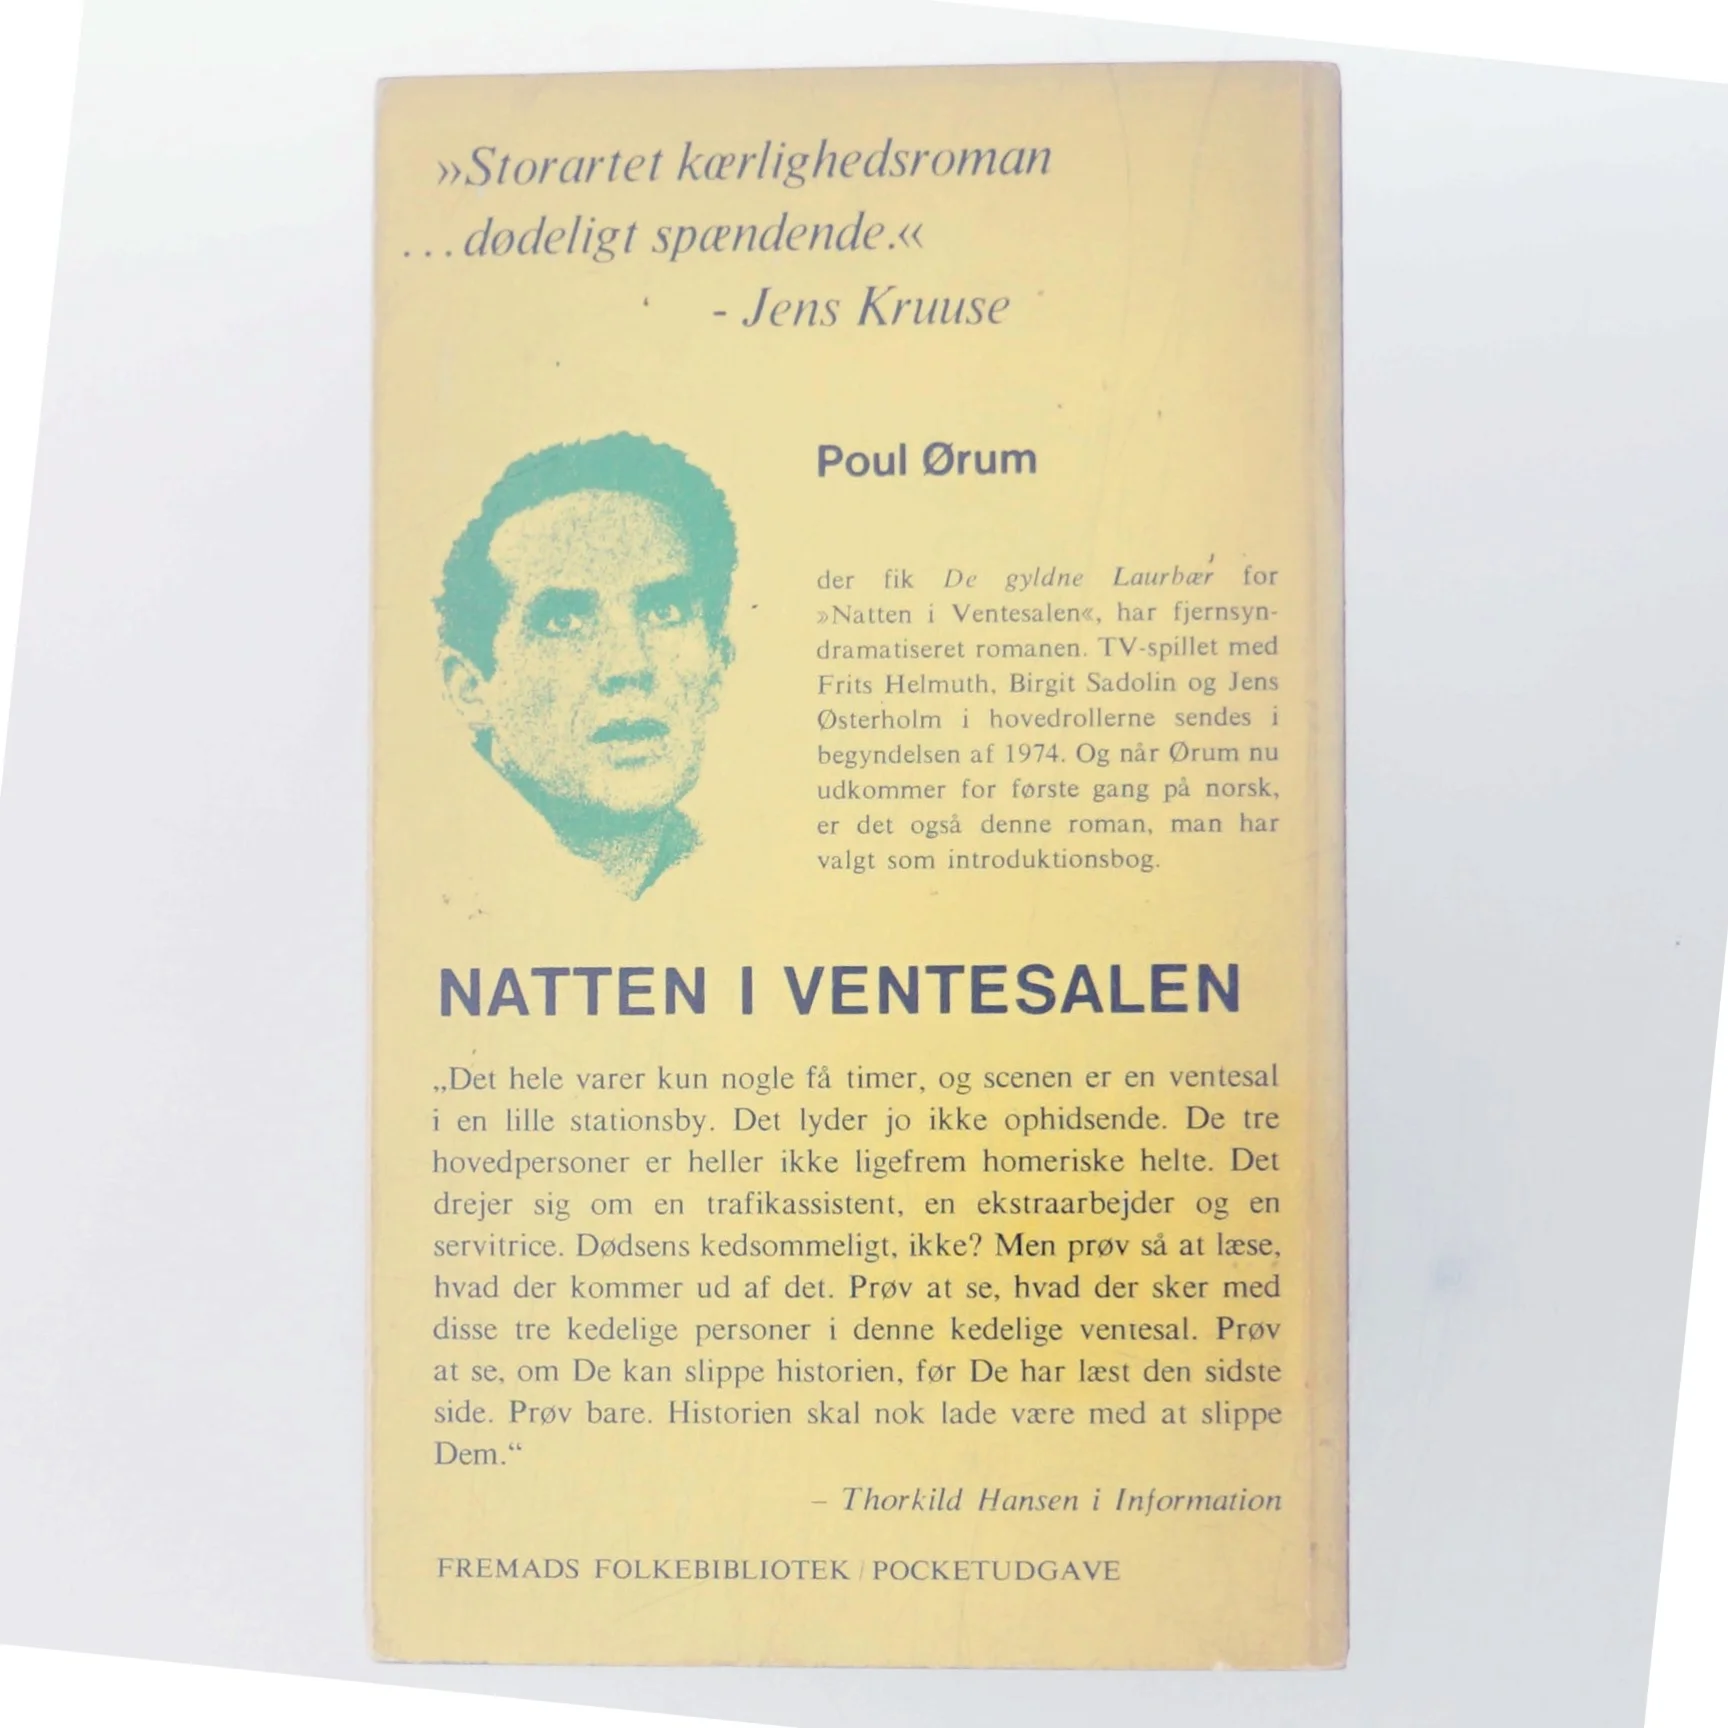 »Storartet kærlighedsroman
...dødeligt spændende.«
- Jens Kruuse
Poul Ørum
der fik De gyldne Laurbær for
»Natten i Ventesalen«, har fjernsyn-
dramatiseret romanen. TV-spillet med
Frits Helmuth, Birgit Sadolin og Jens
Østerholm i hovedrollerne sendes i
begyndelsen af 1974. Og når Ørum nu
udkommer for første gang på norsk,
er det også denne roman, man har
valgt som introduktionsbog.
NATTEN I VENTESALEN
„Det hele varer kun nogle få timer, og scenen er en ventesal
i en lille stationsby. Det lyder jo ikke ophidsende. De tre
hovedpersoner er heller ikke ligefrem homeriske helte. Det
drejer sig om en trafikassistent, en ekstraarbejder og en
servitrice. Dødsens kedsommeligt, ikke? Men prøv så at læse,
hvad der kommer ud af det. Prøv at se, hvad der sker med
disse tre kedelige personer i denne kedelige ventesal. Prøv
at se, om De kan slippe historien, før De har læst den sidste
side. Prøv bare. Historien skal nok lade være med at slippe
Dem.“
– Thorkild Hansen i Information
FREMADS FOLKEBIBLIOTEK / POCKETUDGAVE